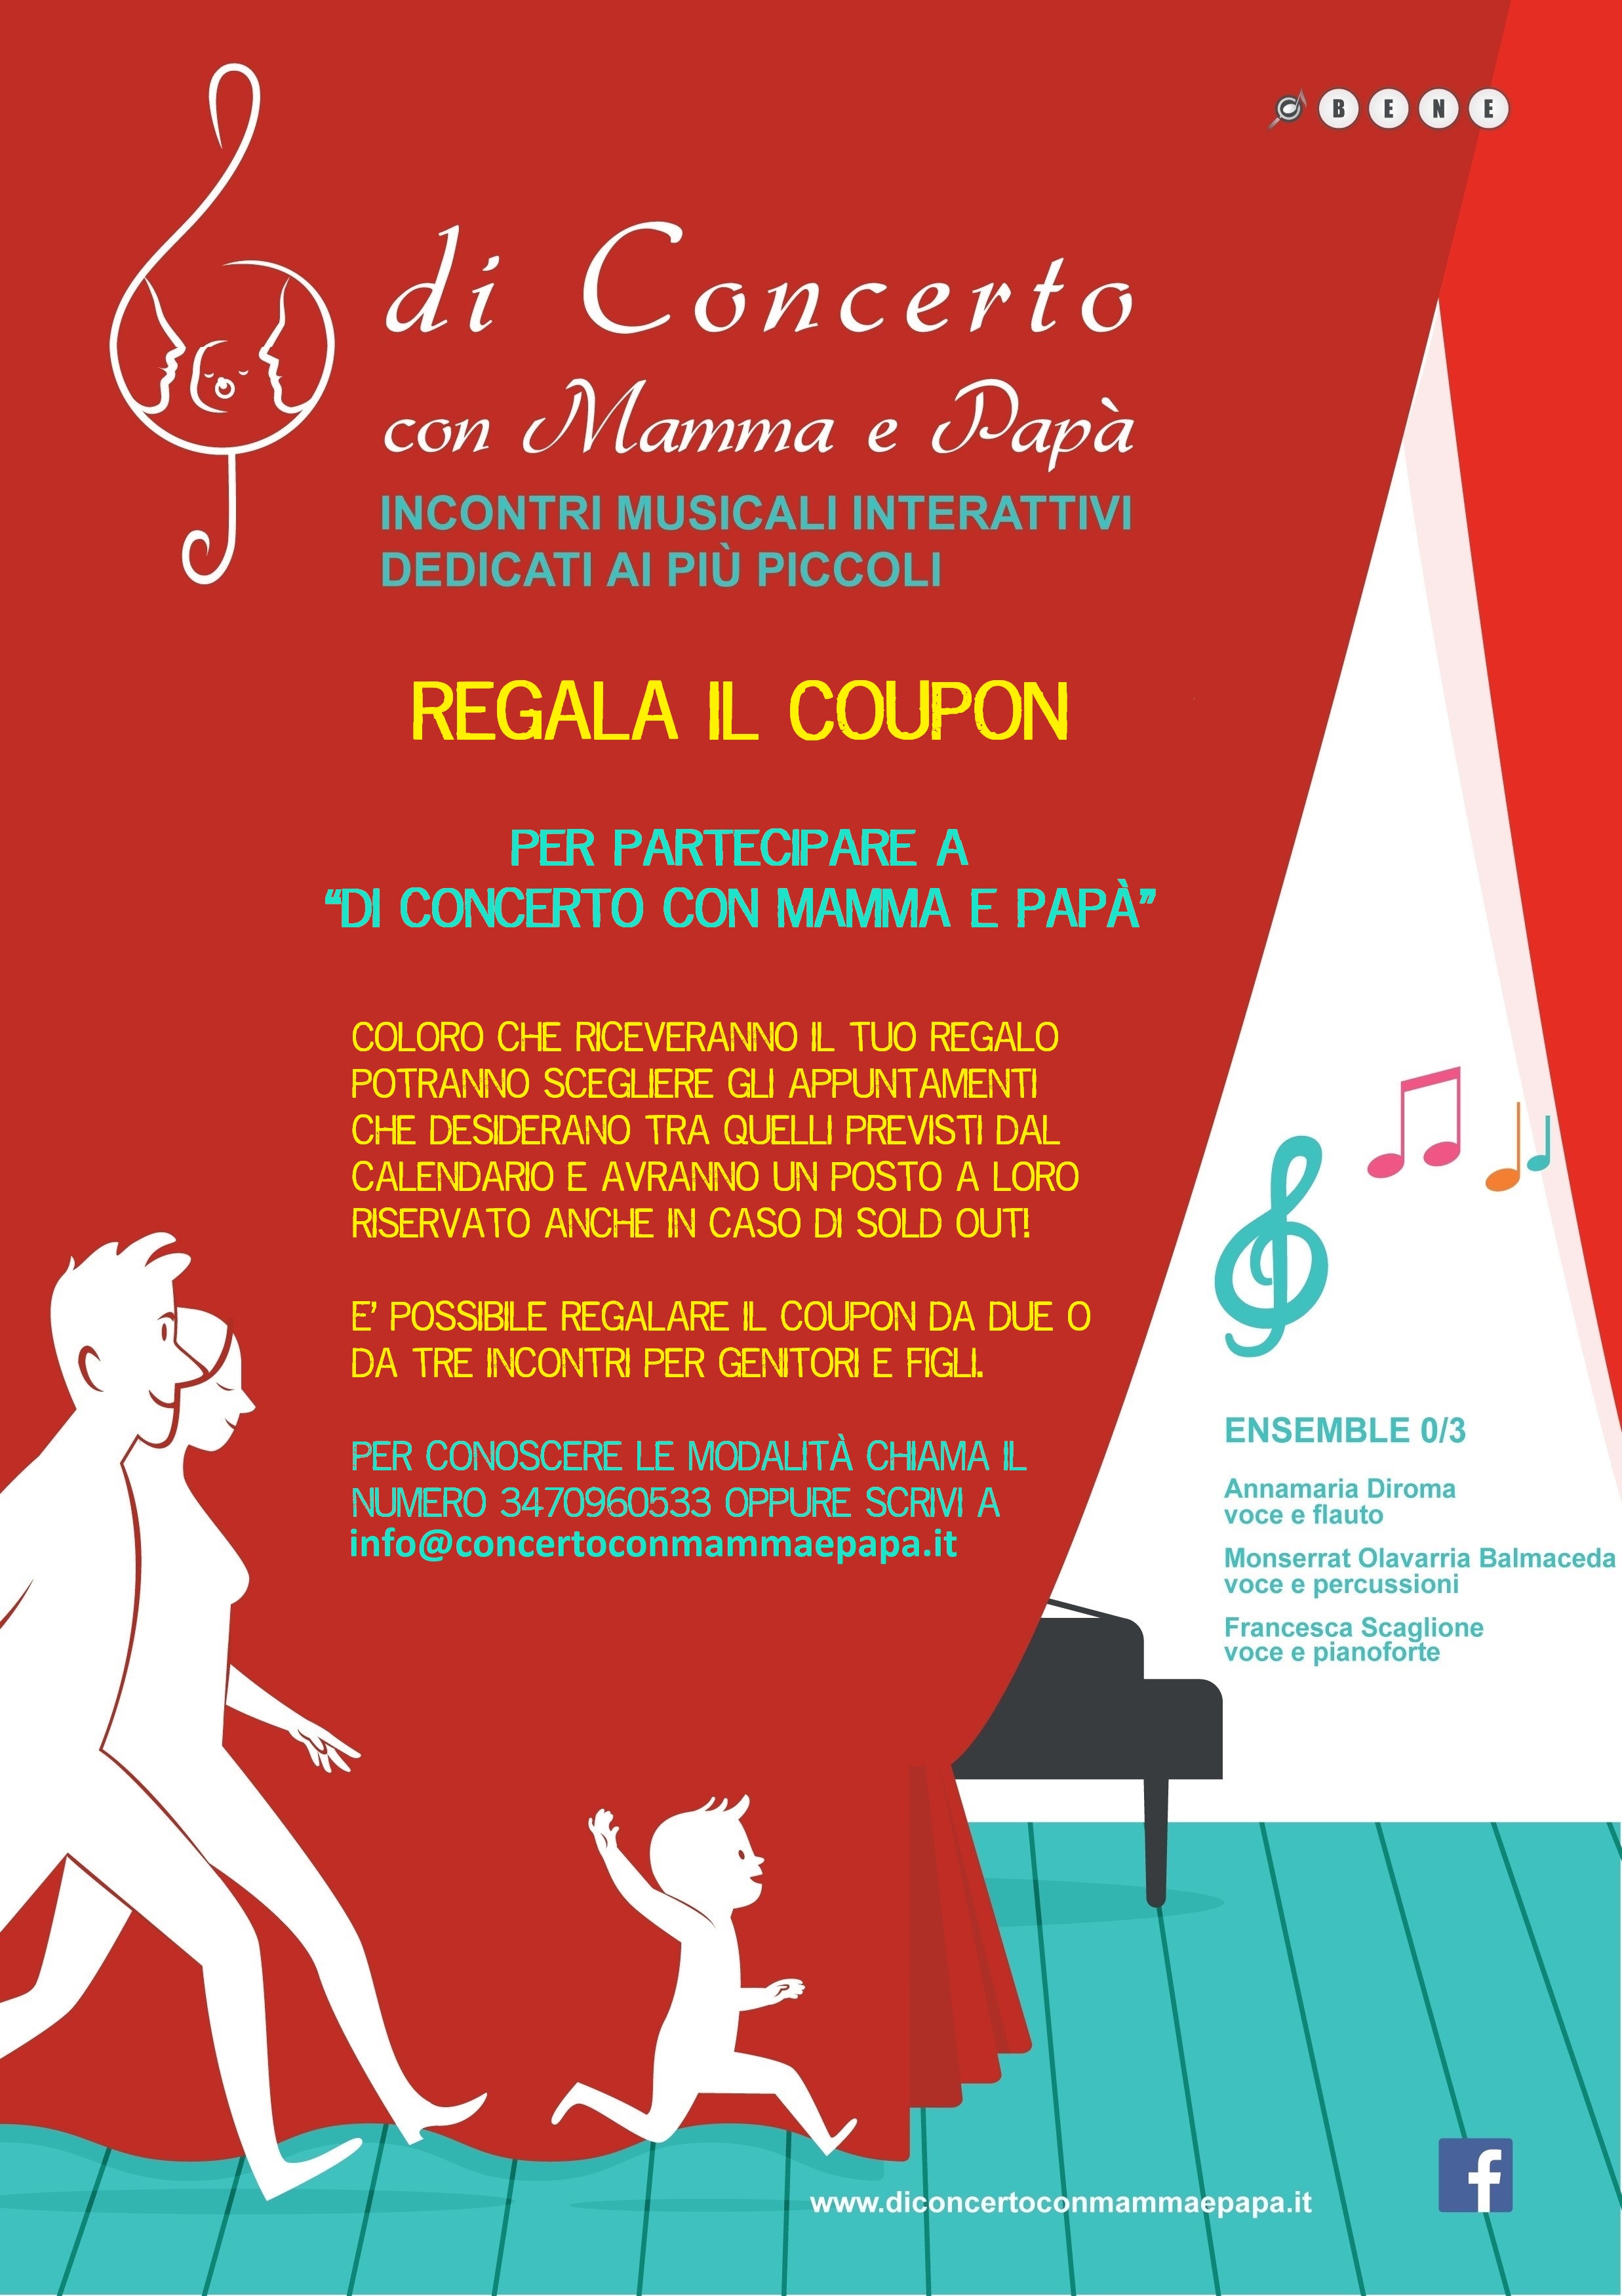 BENE
di Concerto
con Mamma e Papà
INCONTRI MUSICALI INTERATTIVI
DEDICATI AI PIÙ PICCOLI
REGALA IL COUPON
PER PARTECIPARE A
“DI CONCERTO CON MAMMA E PAPÀ”
COLORO CHE RICEVERANNO IL TUO REGALO
POTRANNO SCEGLIERE GLI APPUNTAMENTI
CHE DESIDERANO TRA QUELLI PREVISTI DAL
CALENDARIO E AVRANNO UN POSTO A LORO
RISERVATO ANCHE IN CASO DI SOLD OUT!
E’ POSSIBILE REGALARE IL COUPON DA DUE O
DA TRE INCONTRI PER GENITORI E FIGLI.
PER CONOSCERE LE MODALITÀ CHIAMA IL
NUMERO 3470960533 OPPURE SCRIVI A
info@concertoconmammaepapa.it
ENSEMBLE 0/3
Annamaria Diroma
voce e flauto
Monserrat Olavarria Balmaceda
voce e percussioni
Francesca Scaglione
voce e pianoforte
www.diconcertoconmammaepapa.it
f